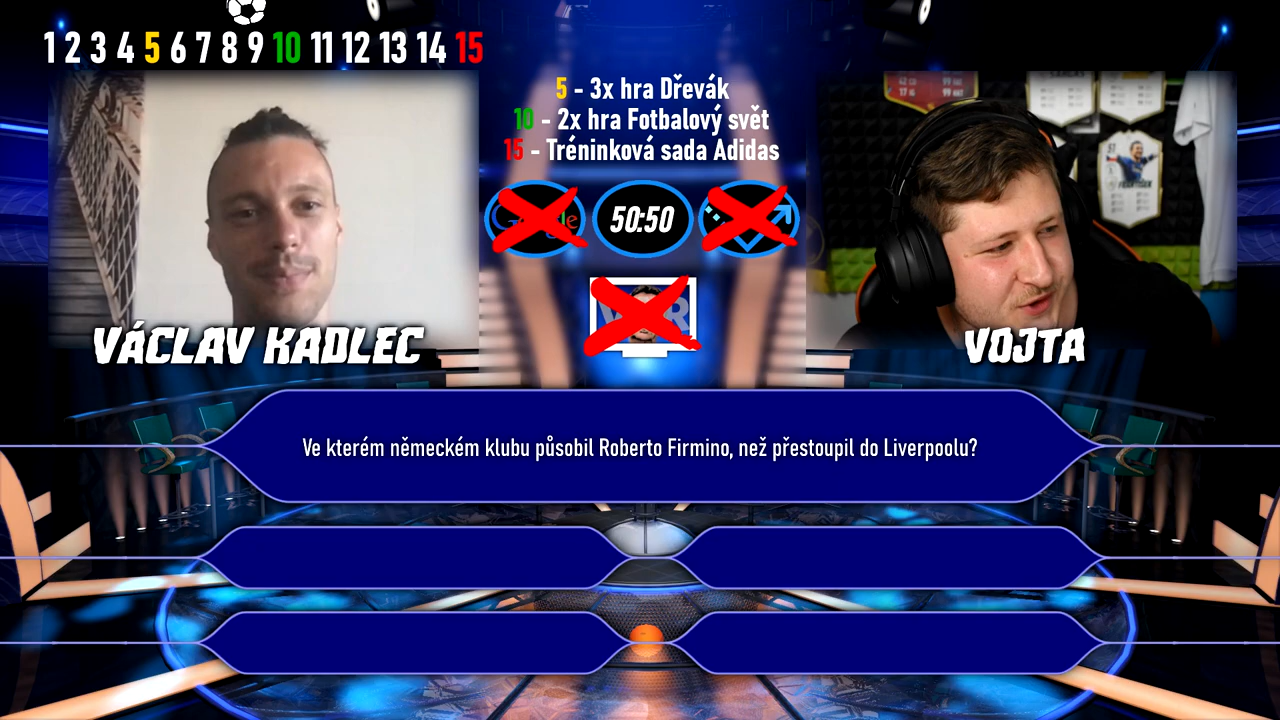 1 2 3 4 5 6 7 8 9 10 11 12 13 14 15
5 - 3x hra Dřevák
10 - 2x hra Fotbalový svět
15 - Tréninková sada Adidas
Google
50:50
VÁCLAV KADLEC
VOJTA
Ve kterém německém klubu působil Roberto Firmino, než přestoupil do Liverpoolu?